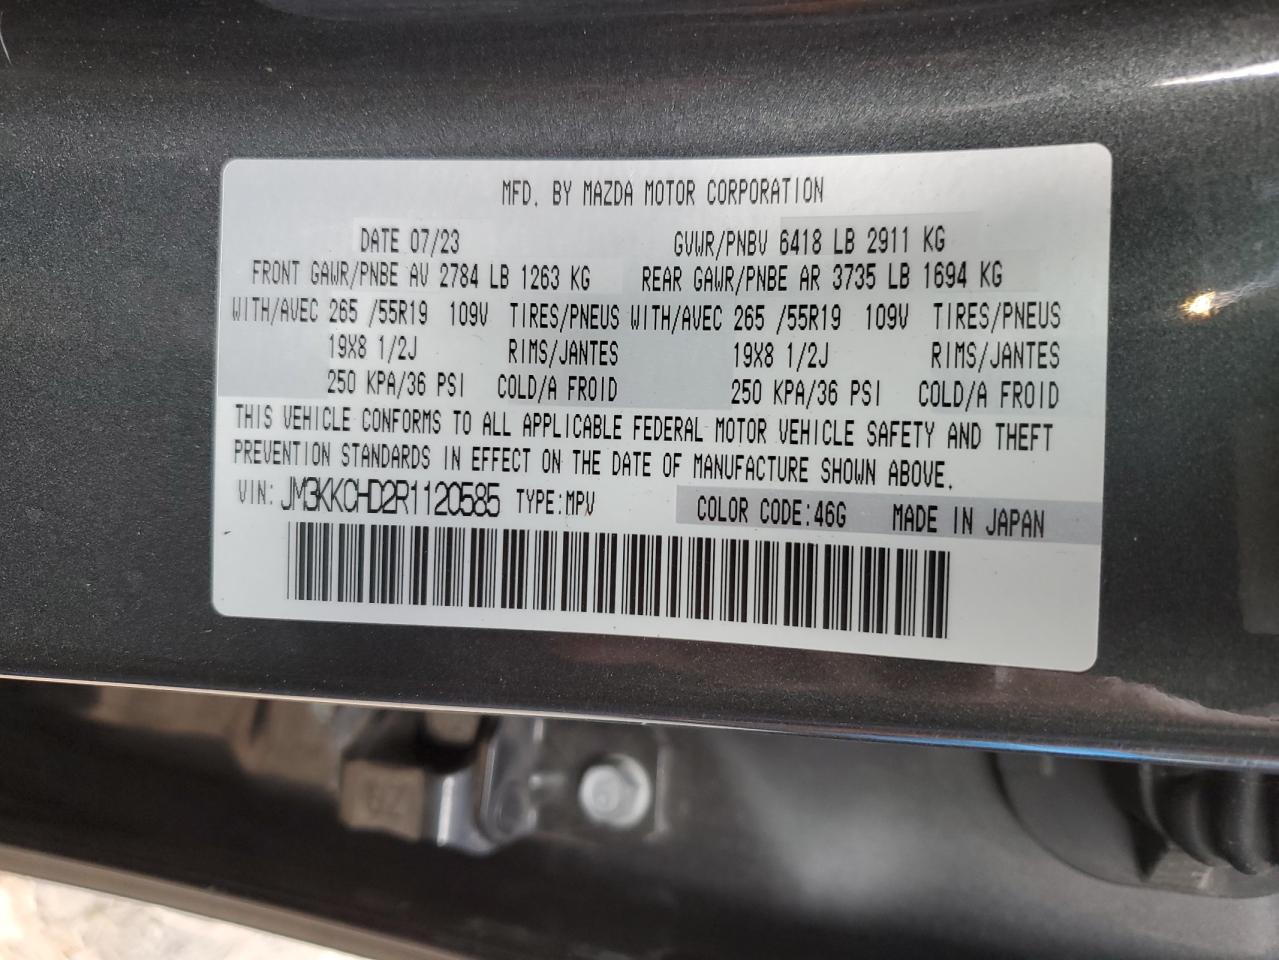 MFD. BY MAZDA MOTOR CORPORATION
DATE 07/23 GVWR/PNBV 6418 LB 2911 KG
FRONT GAWR/PNBE AV 2784 LB 1263 KG REAR GAWR/PNBE AR 3735 LB 1694 KG
WITH/AVEC 265 /55R19 109V TIRES/PNEUS WITH/AVEC 265 /55R19 109V TIRES/PNEUS
19X8 1/2J RIMS/JANTES 19X8 1/2J RIMS/JANTES
250 KPA/36 PSI COLD/A FROID 250 KPA/36 PSI COLD/A FROID
THIS VEHICLE CONFORMS TO ALL APPLICABLE FEDERAL MOTOR VEHICLE SAFETY AND THEFT
PREVENTION STANDARDS IN EFFECT ON THE DATE OF MANUFACTURE SHOWN ABOVE.
VIN: JM3KKCHD2R1120585 TYPE:MPV COLOR CODE:46G MADE IN JAPAN